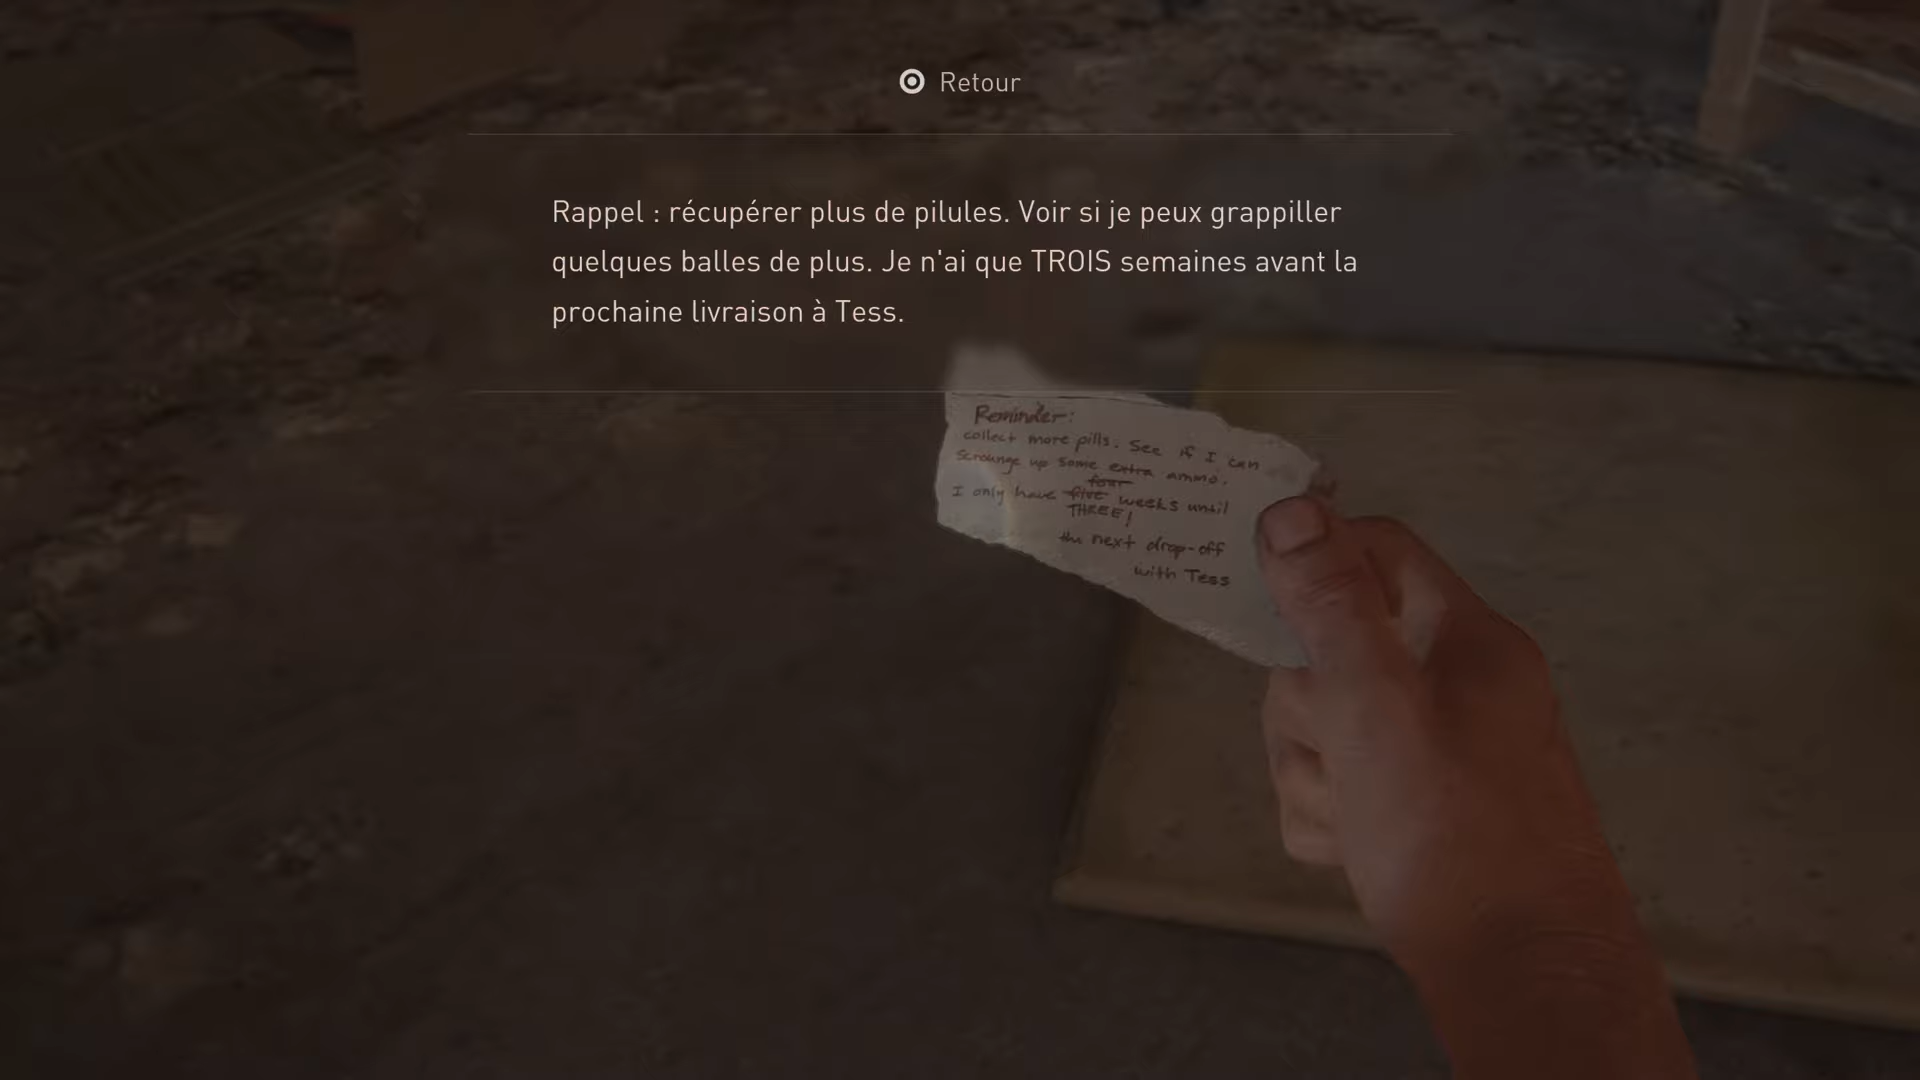 Retour
Rappel : récupérer plus de pilules. Voir si je peux grappiller
quelques balles de plus. Je n'ai que TROIS semaines avant la
prochaine livraison à Tess.
Reminder:
collect more pills. See if I can
scrounge up some extra ammo.
four
I only have five weeks until
THREE!
the next drop-off
with Tess